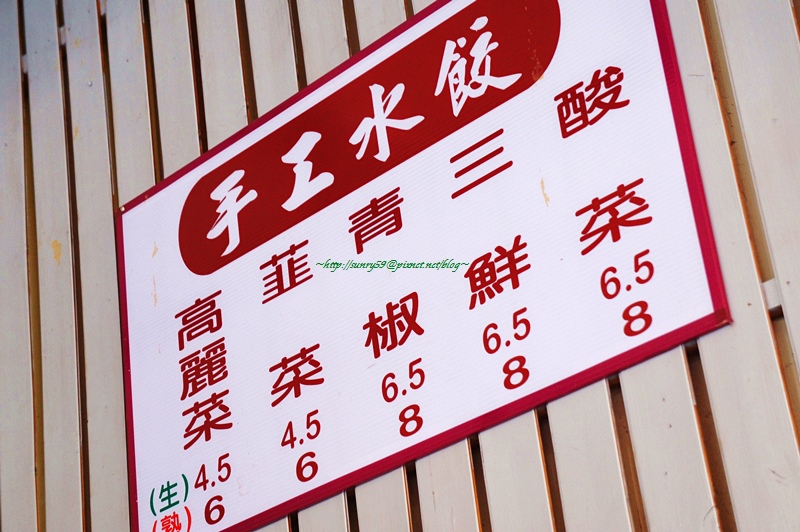 手工水餃
高麗菜
韮菜
青椒
三鮮
酸菜
(生) 4.5 4.5 6.5 6.5 6.5
(熟) 6 6 8 8 8
~http://sunry59@pixnet.net/blog~